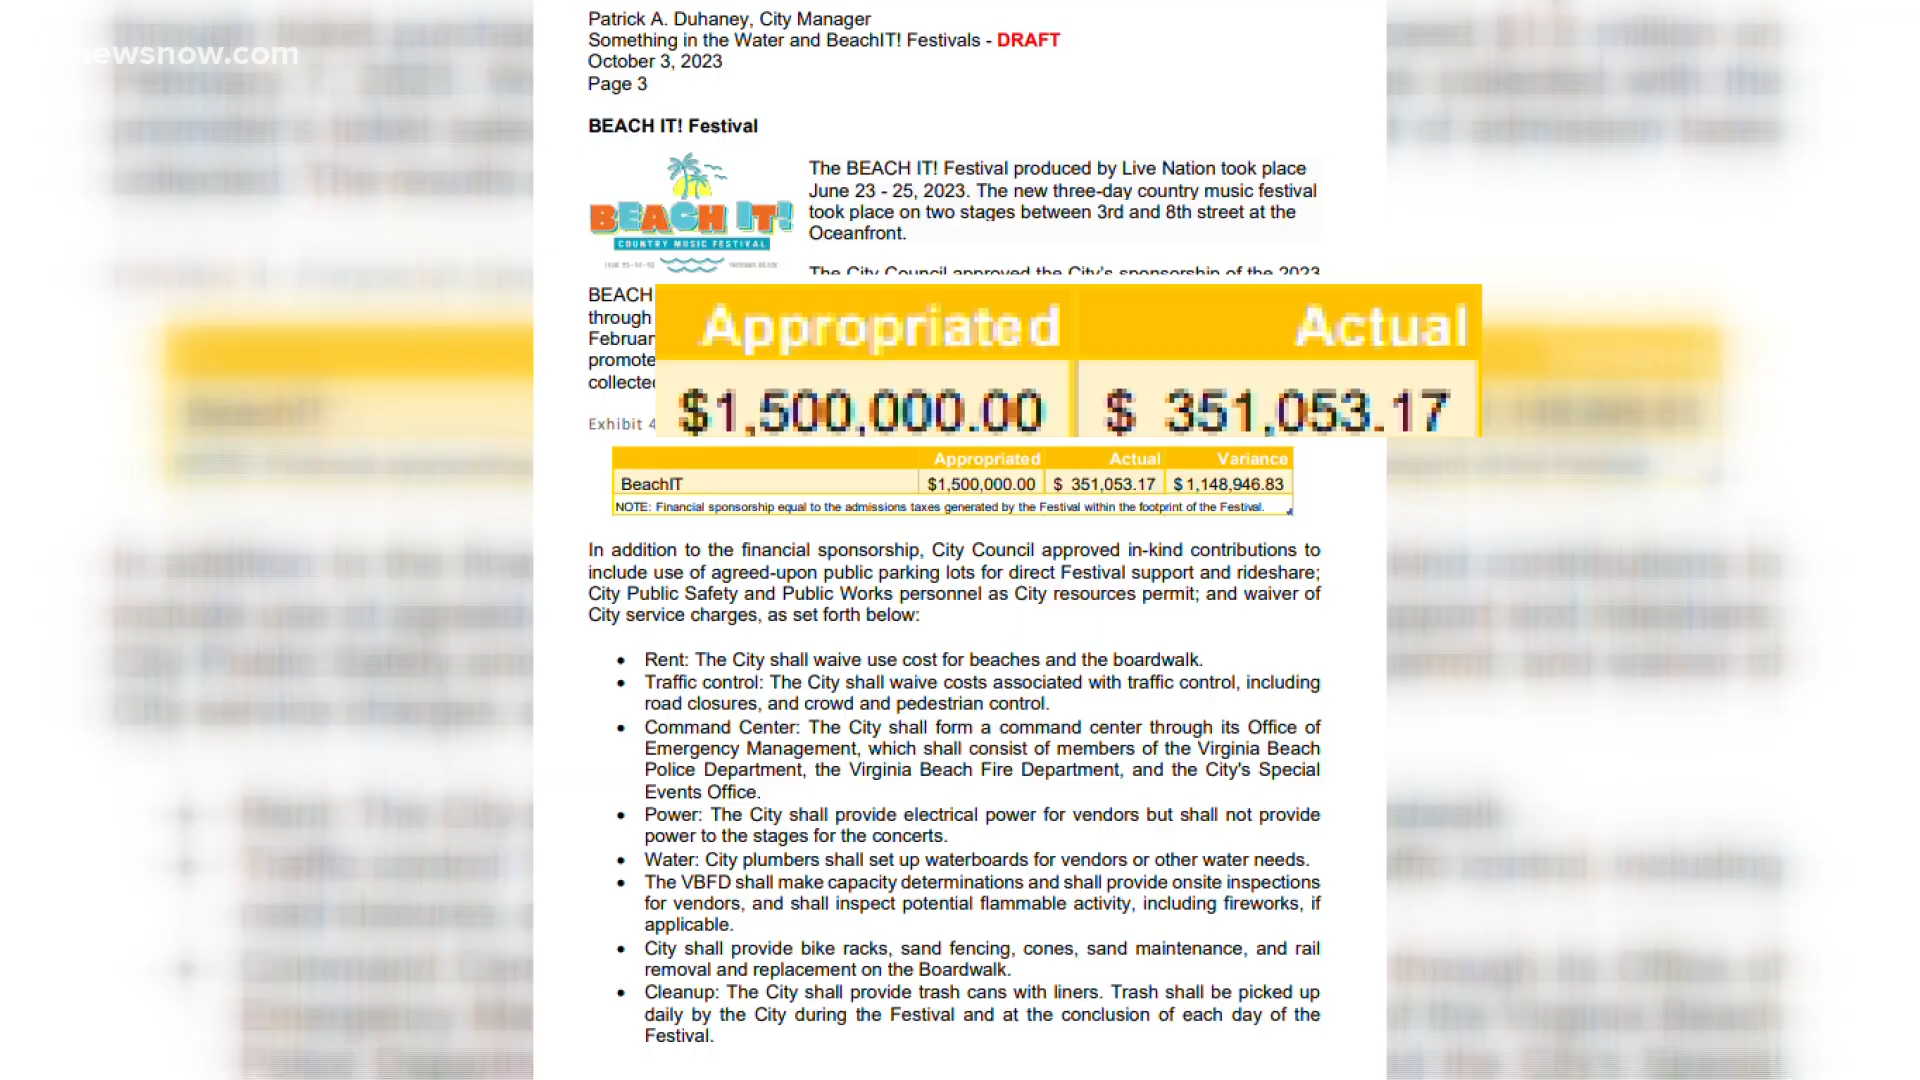 newsnow.com
Patrick A. Duhaney, City Manager
Something in the Water and BeachIT! Festivals - DRAFT
October 3, 2023
Page 3
BEACH IT! Festival
BEACH IT!
COUNTRY MUSIC FESTIVAL
The BEACH IT! Festival produced by Live Nation took place
June 23 - 25, 2023. The new three-day country music festival
took place on two stages between 3rd and 8th street at the
Oceanfront.
The City Council approved the City's sponsorship of the 2023
BEACH
through
promote
Exhibit 4
Appropriated Actual
$1,500,000.00 $ 351,053.17
Appropriated Actual Variance
BeachIT $1,500,000.00 $ 351,053.17 $ 1,148,946.83
NOTE: Financial sponsorship equal to the admissions taxes generated by the Festival within the footprint of the Festival.
In addition to the financial sponsorship, City Council approved in-kind contributions to
include use of agreed-upon public parking lots for direct Festival support and rideshare;
City Public Safety and Public Works personnel as City resources permit; and waiver of
City service charges, as set forth below:
• Rent: The City shall waive use cost for beaches and the boardwalk.
• Traffic control: The City shall waive costs associated with traffic control, including
road closures, and crowd and pedestrian control.
• Command Center: The City shall form a command center through its Office of
Emergency Management, which shall consist of members of the Virginia Beach
Police Department, the Virginia Beach Fire Department, and the City's Special
Events Office.
• Power: The City shall provide electrical power for vendors but shall not provide
power to the stages for the concerts.
• Water: City plumbers shall set up waterboards for vendors or other water needs.
• The VBFD shall make capacity determinations and shall provide onsite inspections
for vendors, and shall inspect potential flammable activity, including fireworks, if
applicable.
• City shall provide bike racks, sand fencing, cones, sand maintenance, and rail
removal and replacement on the Boardwalk.
• Cleanup: The City shall provide trash cans with liners. Trash shall be picked up
daily by the City during the Festival and at the conclusion of each day of the
Festival.